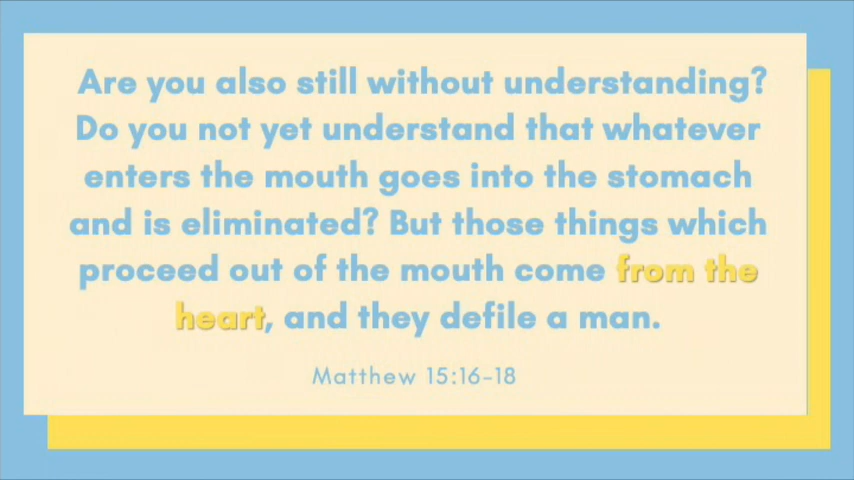 Are you also still without understanding?
Do you not yet understand that whatever
enters the mouth goes into the stomach
and is eliminated? But those things which
proceed out of the mouth come from the
heart, and they defile a man.
Matthew 15:16-18